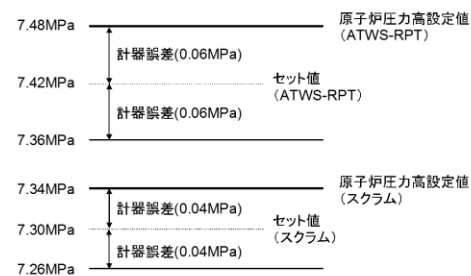 7.48MPa
原子炉圧力高設定値
(ATWS-RPT)
計器誤差(0.06MPa)
7.42MPa
セット値
(ATWS-RPT)
計器誤差(0.06MPa)
7.36MPa
7.34MPa
原子炉圧力高設定値
(スクラム)
計器誤差(0.04MPa)
7.30MPa
セット値
(スクラム)
計器誤差(0.04MPa)
7.26MPa